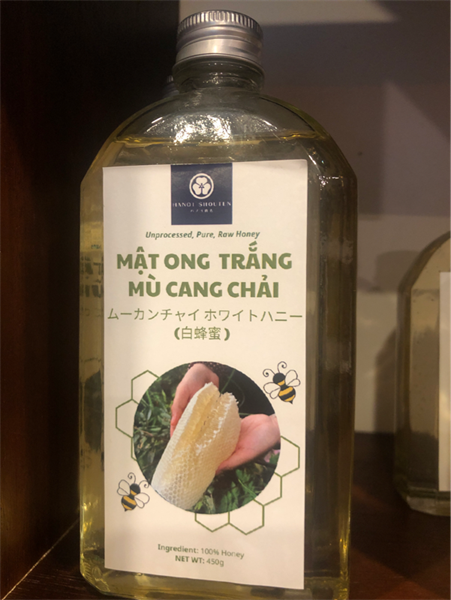 HANOI SHOUTEN
Unprocessed, Pure, Raw Honey
MẬT ONG TRẮNG
MÙ CANG CHẢI
ムーカンチャイ ホワイトハニー
(白蜂蜜)
Ingredient: 100% Honey
NET WT: 450g